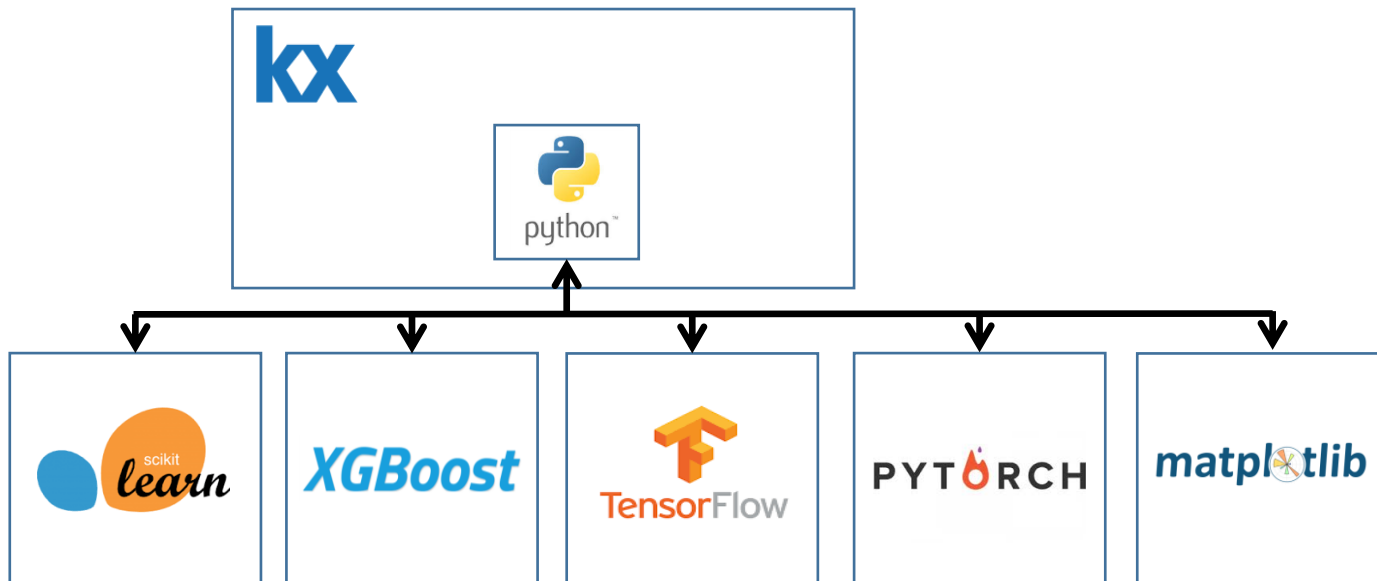 kx
python™
scikit
learn
XGBoost
TensorFlow
PYTORCH
matplotlib